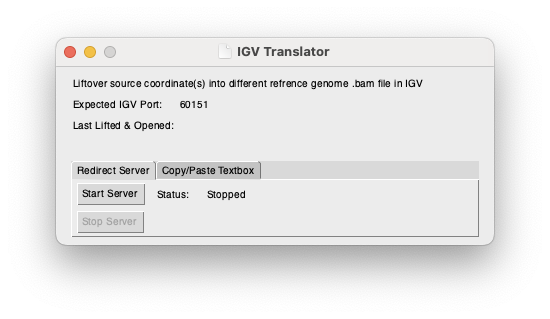 IGV Translator
Liftover source coordinate(s) into different refrence genome .bam file in IGV
Expected IGV Port: 60151
Last Lifted & Opened:
Redirect Server Copy/Paste Textbox
Start Server Status: Stopped
Stop Server